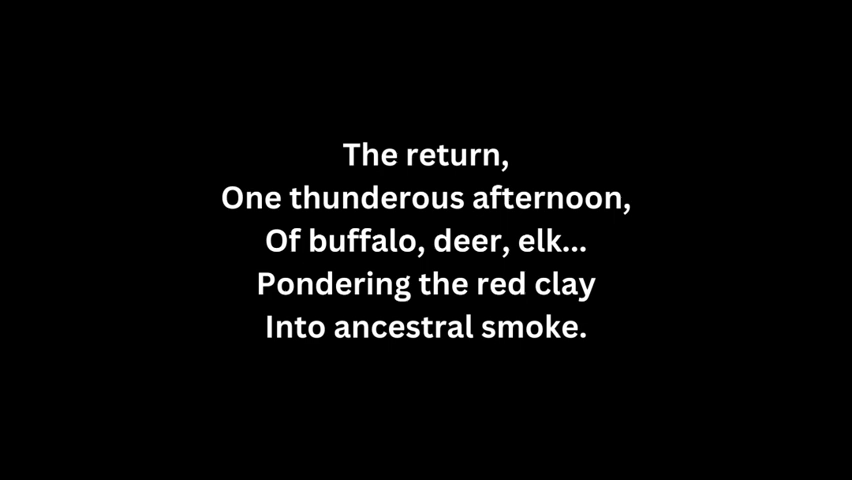 The return,
One thunderous afternoon,
Of buffalo, deer, elk...
Pondering the red clay
Into ancestral smoke.